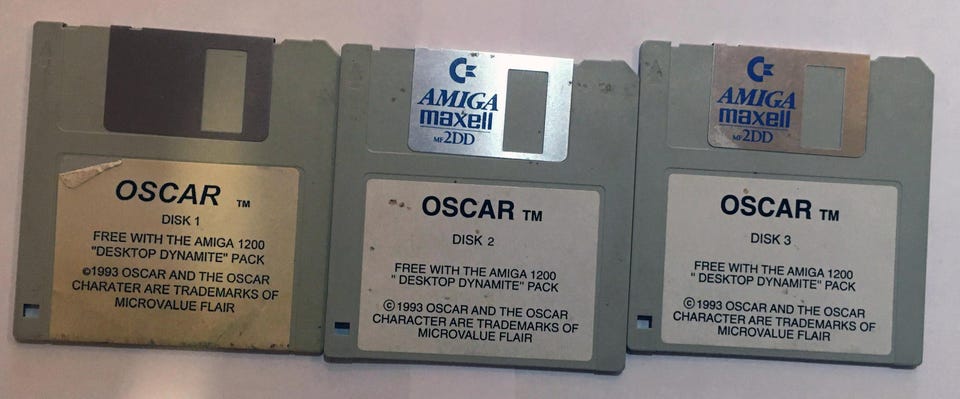 OSCAR TM
DISK 1
FREE WITH THE AMIGA 1200
"DESKTOP DYNAMITE" PACK
©1993 OSCAR AND THE OSCAR
CHARATER ARE TRADEMARKS OF
MICROVALUE FLAIR
AMIGA
maxell
MF2DD
OSCAR TM
DISK 2
FREE WITH THE AMIGA 1200
" DESKTOP DYNAMITE" PACK
©1993 OSCAR AND THE OSCAR
CHARACTER ARE TRADEMARKS OF
MICROVALUE FLAIR
AMIGA
maxell
MF2DD
OSCAR TM
DISK 3
FREE WITH THE AMIGA 1200
" DESKTOP DYNAMITE" PACK
©1993 OSCAR AND THE OSCAR
CHARACTER ARE TRADEMARKS OF
MICROVALUE FLAIR